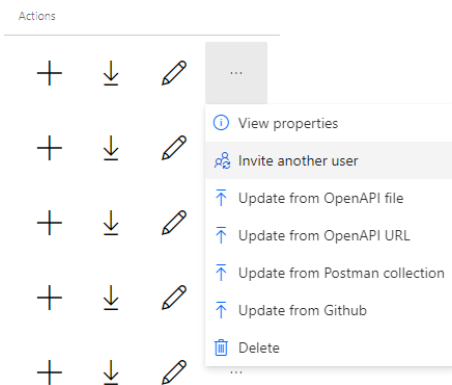 Actions
...
View properties
Invite another user
Update from OpenAPI file
Update from OpenAPI URL
Update from Postman collection
Update from Github
Delete
...